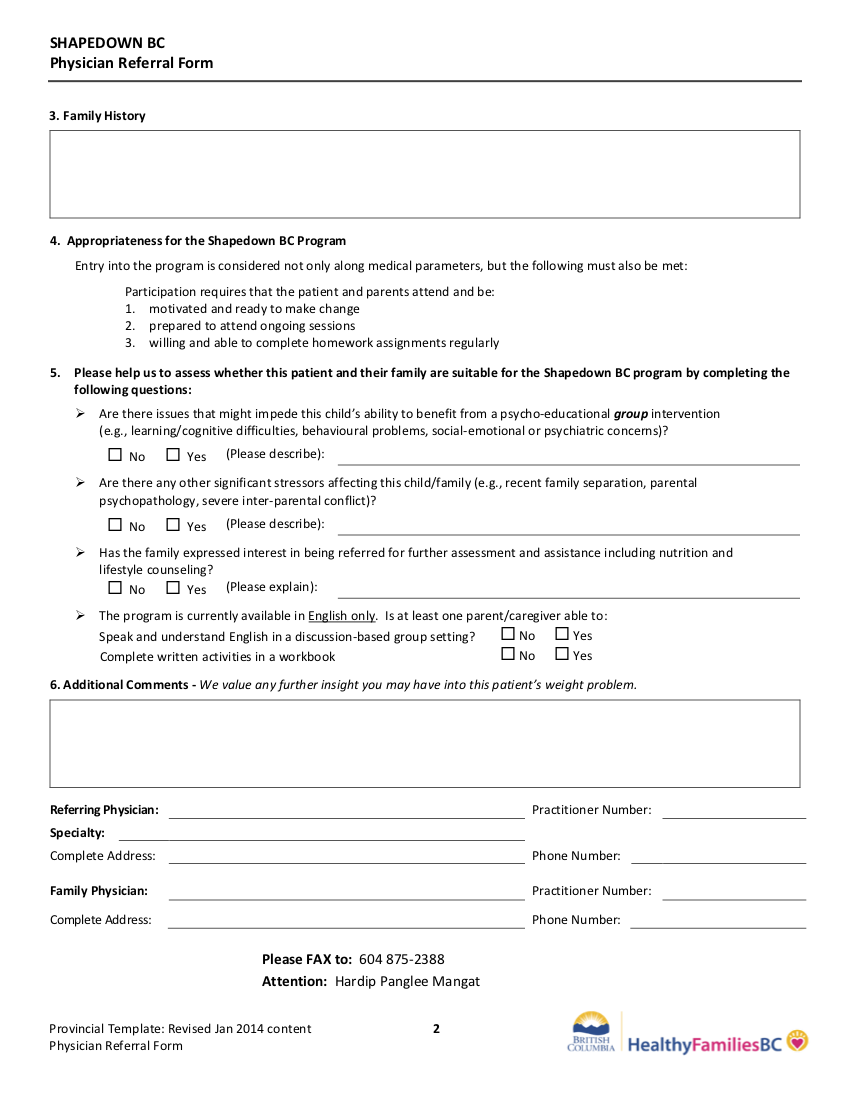 SHAPEDOWN BC
Physician Referral Form
3. Family History
4. Appropriateness for the Shapedown BC Program
Entry into the program is considered not only along medical parameters, but the following must also be met:
Participation requires that the patient and parents attend and be:
1. motivated and ready to make change
2. prepared to attend ongoing sessions
3. willing and able to complete homework assignments regularly
5. Please help us to assess whether this patient and their family are suitable for the Shapedown BC program by completing the
following questions:
➢ Are there issues that might impede this child's ability to benefit from a psycho-educational group intervention
(e.g., learning/cognitive difficulties, behavioural problems, social-emotional or psychiatric concerns)?
☐ No ☐ Yes (Please describe):
➢ Are there any other significant stressors affecting this child/family (e.g., recent family separation, parental
psychopathology, severe inter-parental conflict)?
☐ No ☐ Yes (Please describe):
➢ Has the family expressed interest in being referred for further assessment and assistance including nutrition and
lifestyle counseling?
☐ No ☐ Yes (Please explain):
➢ The program is currently available in English only. Is at least one parent/caregiver able to:
Speak and understand English in a discussion-based group setting? ☐ No ☐ Yes
Complete written activities in a workbook ☐ No ☐ Yes
6. Additional Comments - We value any further insight you may have into this patient's weight problem.
Referring Physician: Practitioner Number:
Specialty:
Complete Address: Phone Number:
Family Physician: Practitioner Number:
Complete Address: Phone Number:
Please FAX to: 604 875-2388
Attention: Hardip Panglee Mangat
Provincial Template: Revised Jan 2014 content 2
Physician Referral Form
BRITISH
COLUMBIA
HealthyFamiliesBC